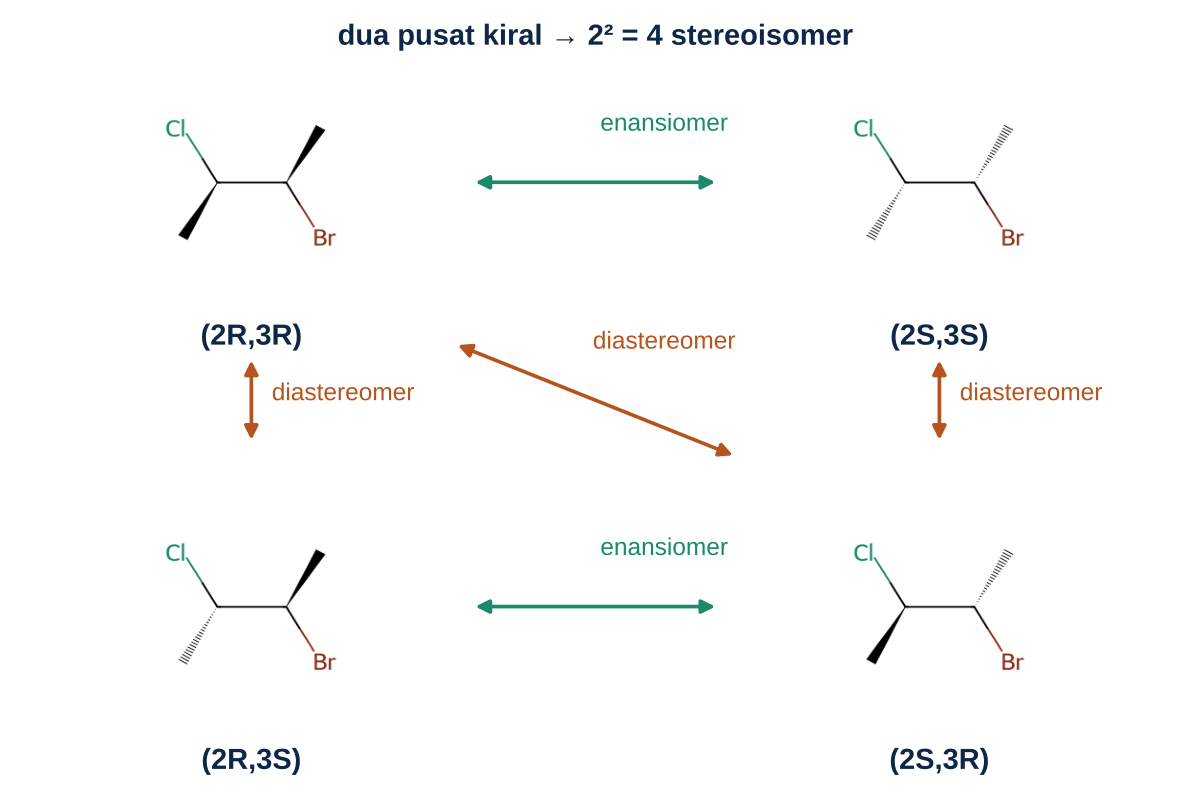 dua pusat kiral → 2² = 4 stereoisomer
Cl
enansiomer
Cl
Br
Br
(2R,3R)
diastereomer
(2S,3S)
diastereomer
diastereomer
Cl
enansiomer
Cl
Br
Br
(2R,3S)
(2S,3R)